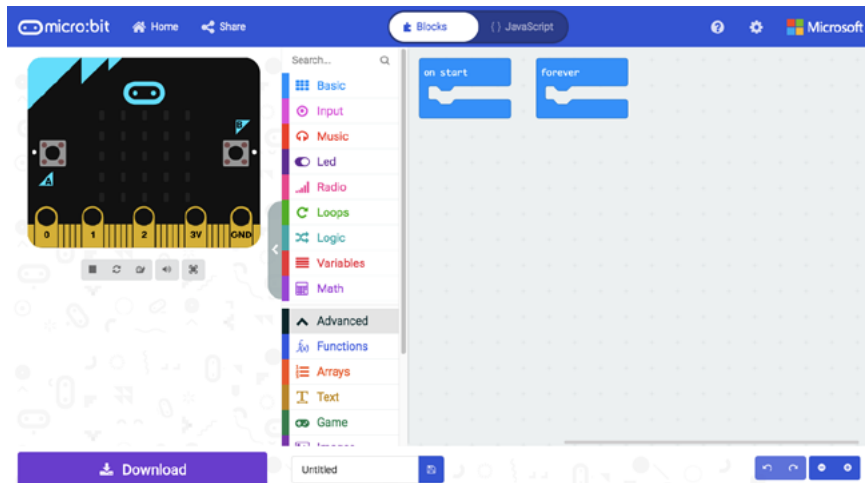 micro:bit Home Share Blocks { } JavaScript Microsoft
Search...
Basic
Input
Music
Led
Radio
Loops
Logic
Variables
Math
Advanced
Functions
Arrays
Text
Game
on start forever
B
A
0 1 2 3V GND
Download Untitled